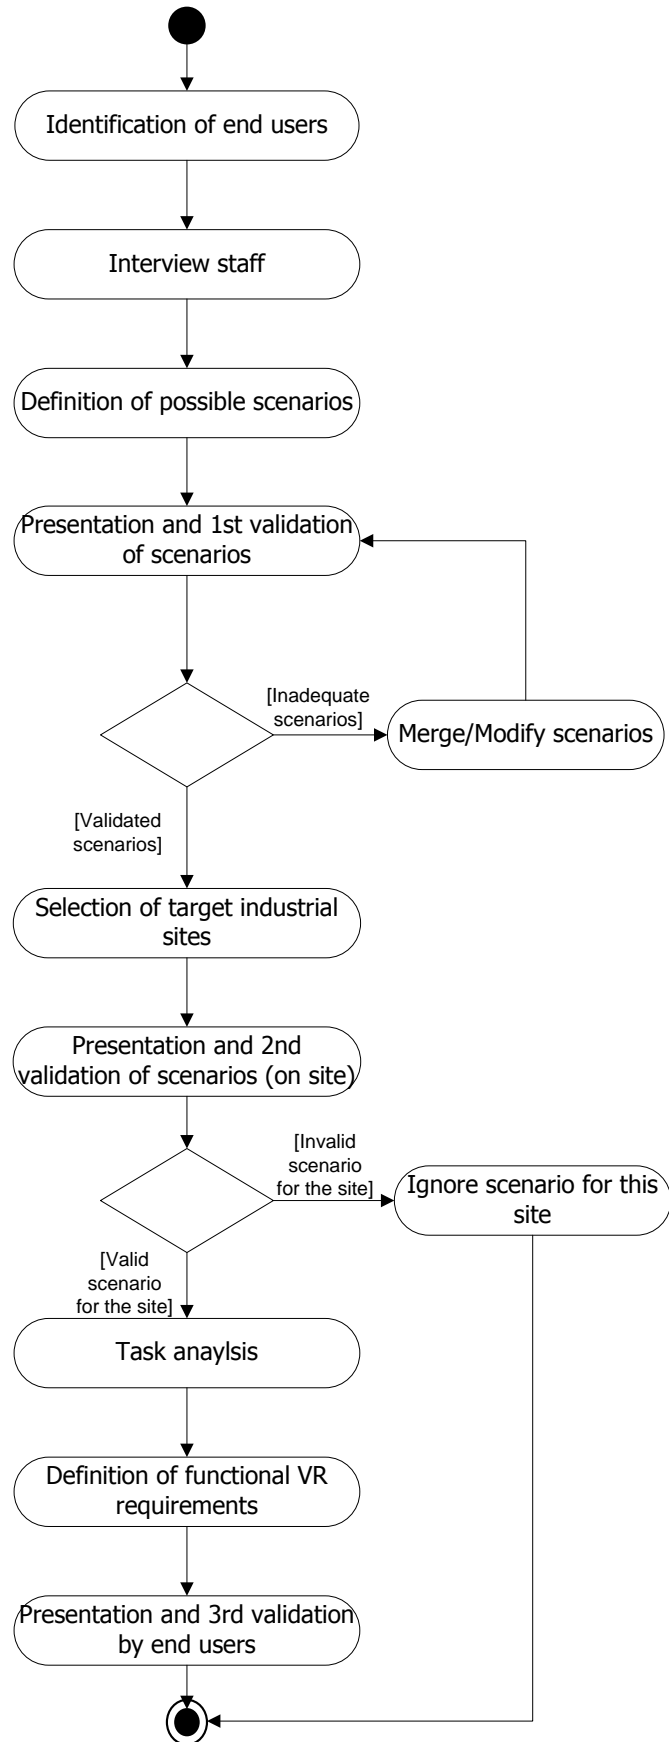 Identification of end users
Interview staff
Definition of possible scenarios
Presentation and 1st validation
of scenarios
[Inadequate
scenarios]
Merge/Modify scenarios
[Validated
scenarios]
Selection of target industrial
sites
Presentation and 2nd
validation of scenarios (on site)
[Invalid
scenario
for the site]
Ignore scenario for this
site
[Valid
scenario
for the site]
Task anaylsis
Definition of functional VR
requirements
Presentation and 3rd validation
by end users